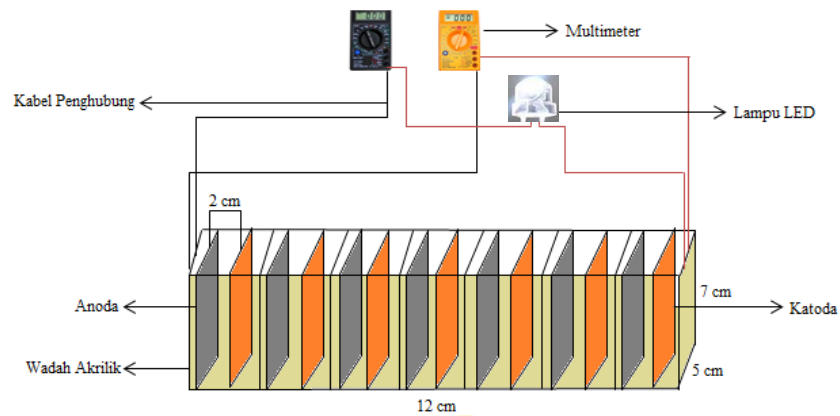 Multimeter
Kabel Penghubung
Lampu LED
2 cm
Anoda
7 cm
Katoda
Wadah Akrilik
5 cm
12 cm